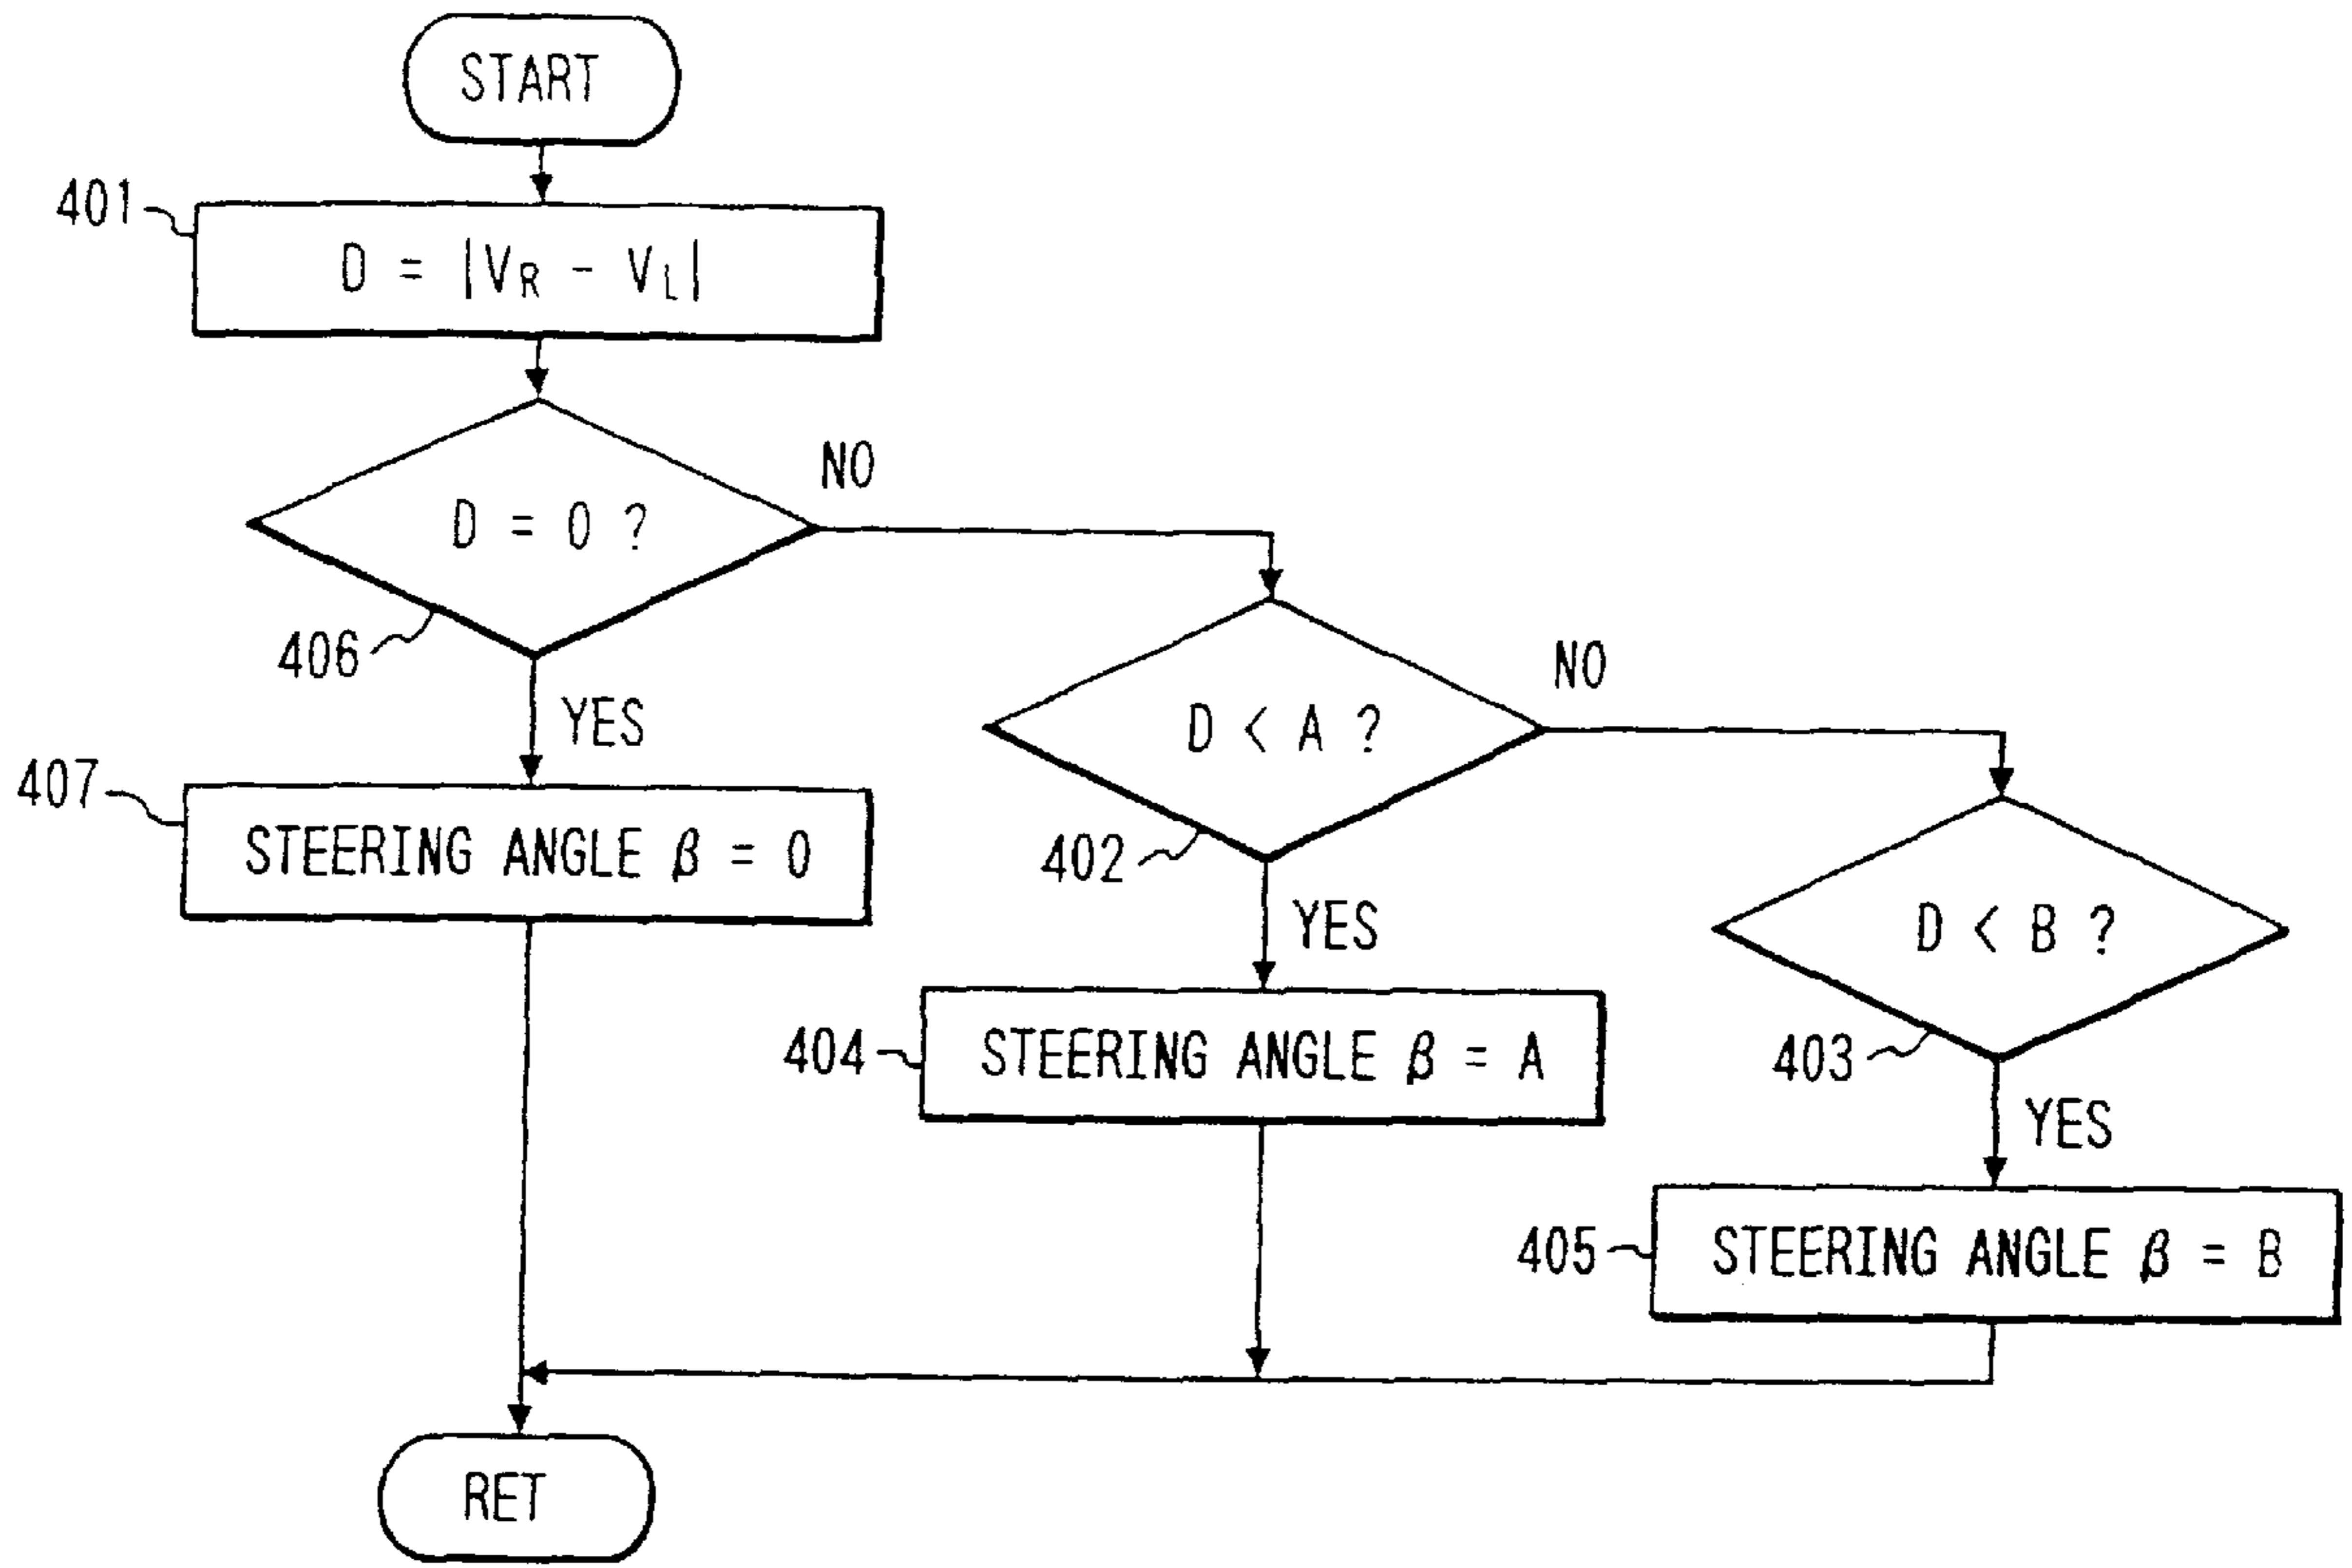 START
401
D = |VR - VL|
NO
D = 0 ?
406
YES
NO
D < A ?
407
STEERING ANGLE β = 0
402
YES
D < B ?
404
STEERING ANGLE β = A
403
YES
405
STEERING ANGLE β = B
RET